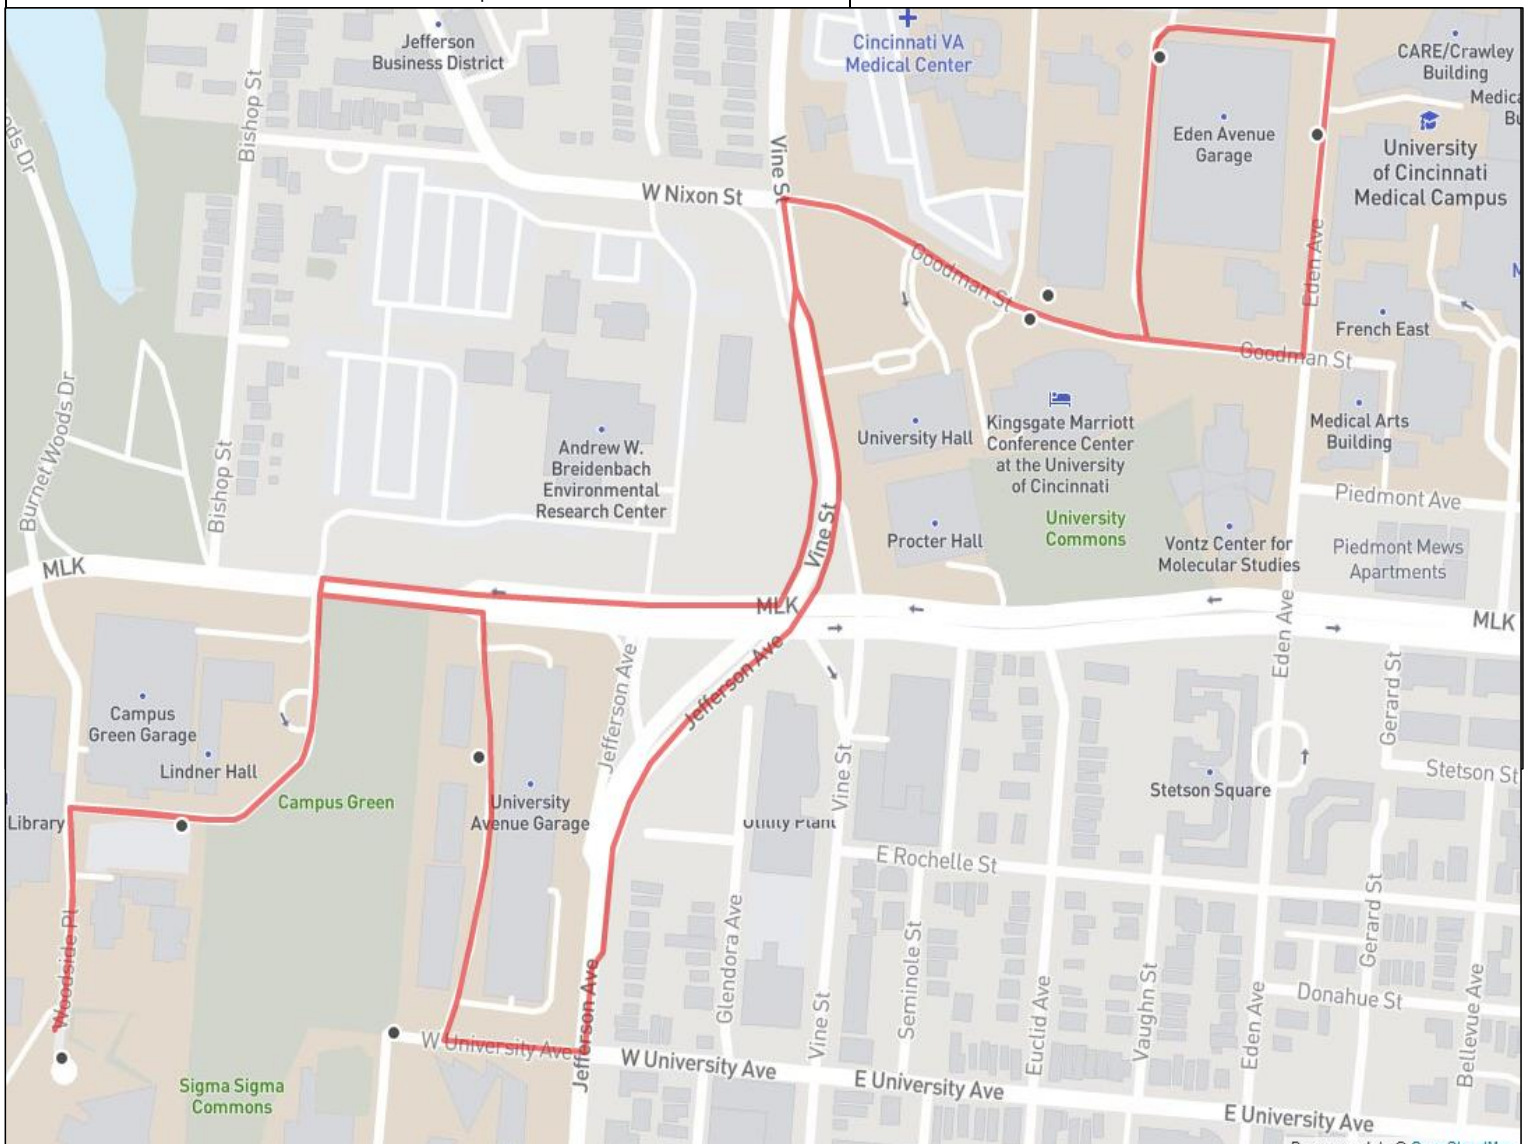 Jefferson
Business District
Cincinnati VA
Medical Center
CARE/Crawley
Building
Eden Avenue
Garage
University
of Cincinnati
Medical Campus
Bishop St
Vine St
W Nixon St
Goodman St
Eden Ave
French East
Goodman St
Burnet Woods Dr
Bishop St
Andrew W.
Breidenbach
Environmental
Research Center
University Hall
Kingsgate Marriott
Conference Center
at the University
of Cincinnati
Medical Arts
Building
Piedmont Ave
Vine St
Procter Hall
University
Commons
Vontz Center for
Molecular Studies
Piedmont Mews
Apartments
MLK
MLK
MLK
Eden Ave
Jefferson Ave
Jefferson Ave
Gerard St
Campus
Green Garage
Lindner Hall
Library
Campus Green
University
Avenue Garage
Utility Plant
Vine St
Stetson Square
Stetson St
E Rochelle St
Woodside Pl
Glendora Ave
Seminole St
Gerard St
Jefferson Ave
Vine St
Euclid Ave
Vaughn St
Eden Ave
Donahue St
Bellevue Ave
W University Ave
W University Ave
E University Ave
E University Ave
Sigma Sigma
Commons